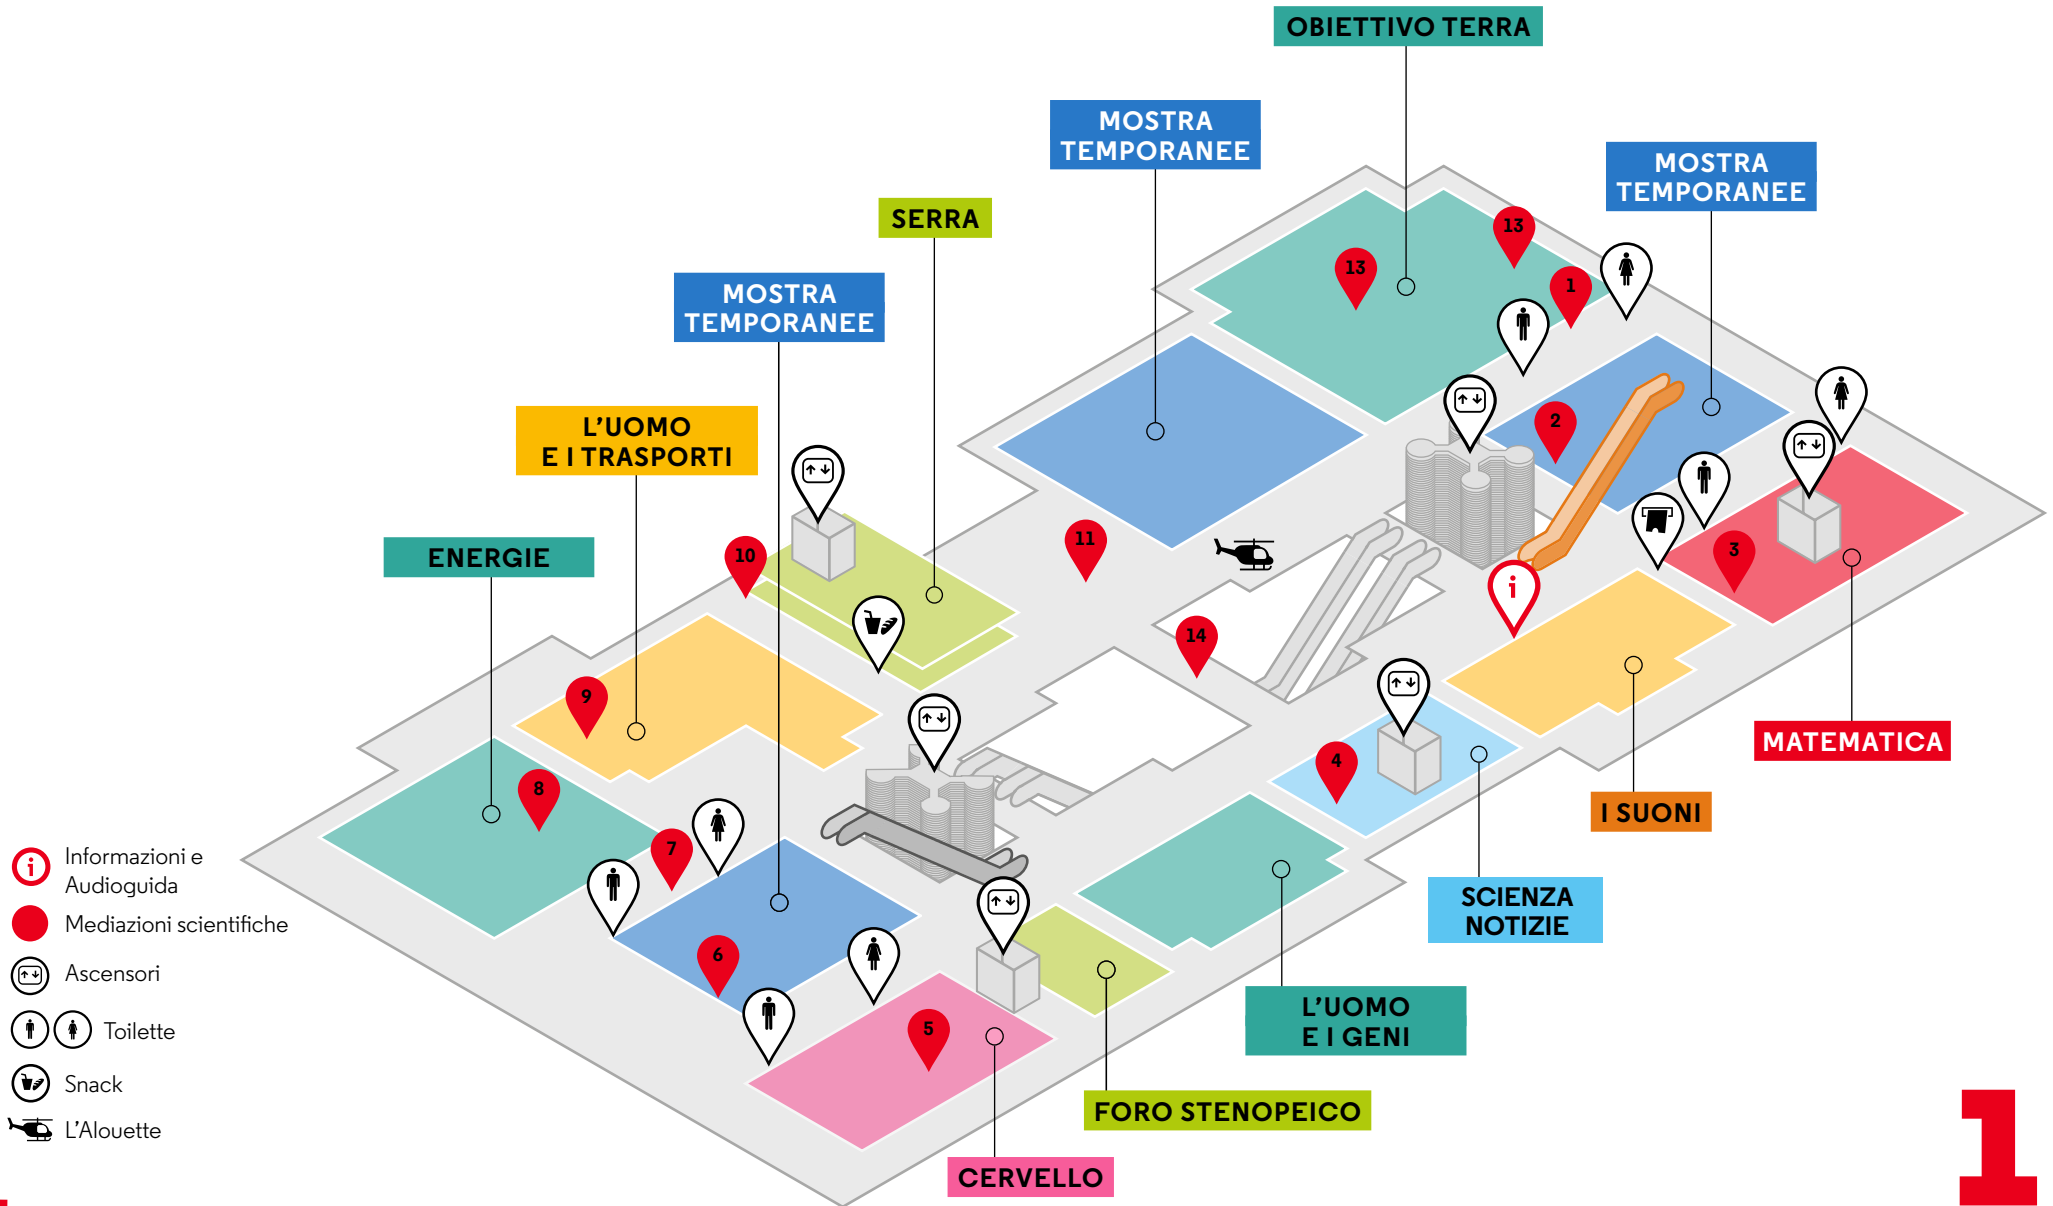 OBIETTIVO TERRA
MOSTRA
TEMPORANEE
MOSTRA
TEMPORANEE
SERRA
MOSTRA
TEMPORANEE
L'UOMO
E I TRASPORTI
ENERGIE
13
13
1
2
3
11
10
14
9
4
8
7
6
5
i
MATEMATICA
I SUONI
SCIENZA
NOTIZIE
L'UOMO
E I GENI
FORO STENOPEICO
CERVELLO
i
Informazioni e
Audioguida
Mediazioni scientifiche
Ascensori
Toilette
Snack
L'Alouette
1